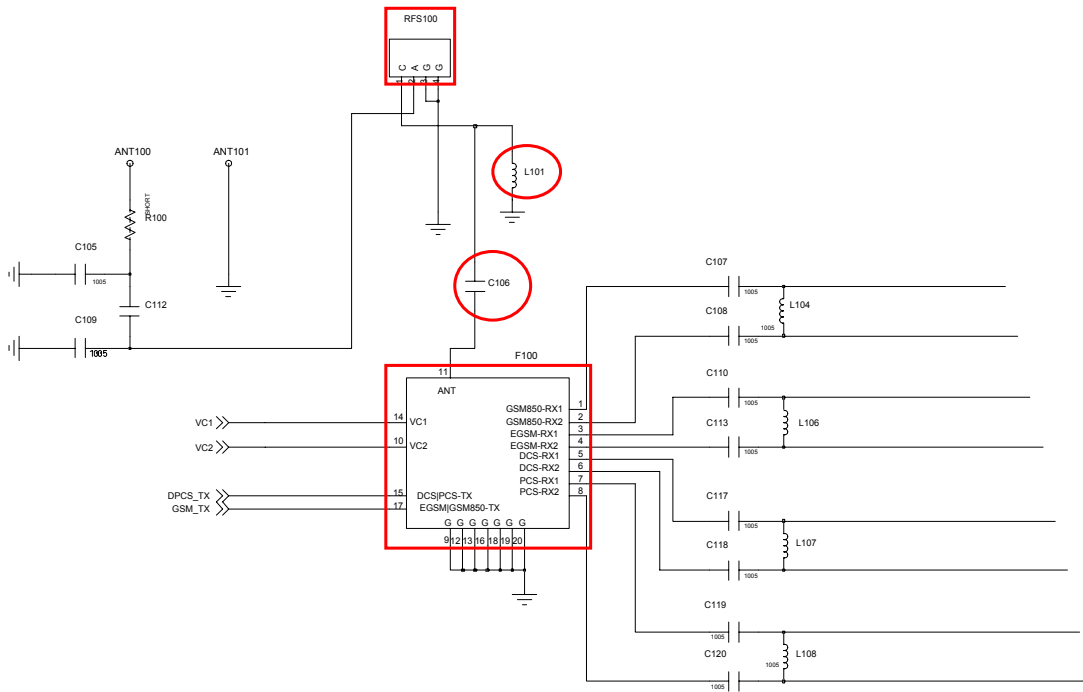 RFS100
C A G G
1 2 3 4
ANT100
ANT101
L101
SHORT
R100
C105
1005
C106
C112
C109
1005
C107
1005
L104
1005
C108
1005
F100
11
ANT
C110
1005
L106
C113
1005
GSM850-RX1 1
GSM850-RX2 2
EGSM-RX1 3
EGSM-RX2 4
DCS-RX1 5
DCS-RX2 6
PCS-RX1 7
PCS-RX2 8
VC1 14 VC1
VC2 10 VC2
DPCS_TX 15 DCS|PCS-TX
GSM_TX 17 EGSM|GSM850-TX
G G G G G G G
9 12 13 16 18 19 20
C117
1005
L107
C118
1005
C119
1005
L108
1005
C120
1005